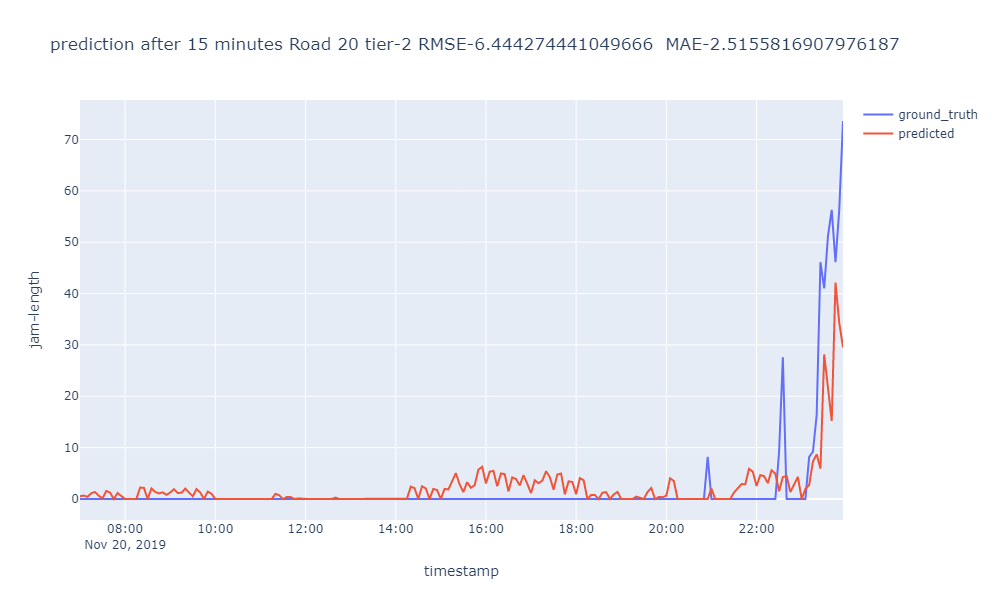 prediction after 15 minutes Road 20 tier-2 RMSE-6.444274441049666 MAE-2.5155816907976187
ground_truth
predicted
jam-length
70
60
50
40
30
20
10
0
08:00 10:00 12:00 14:00 16:00 18:00 20:00 22:00
Nov 20, 2019
timestamp